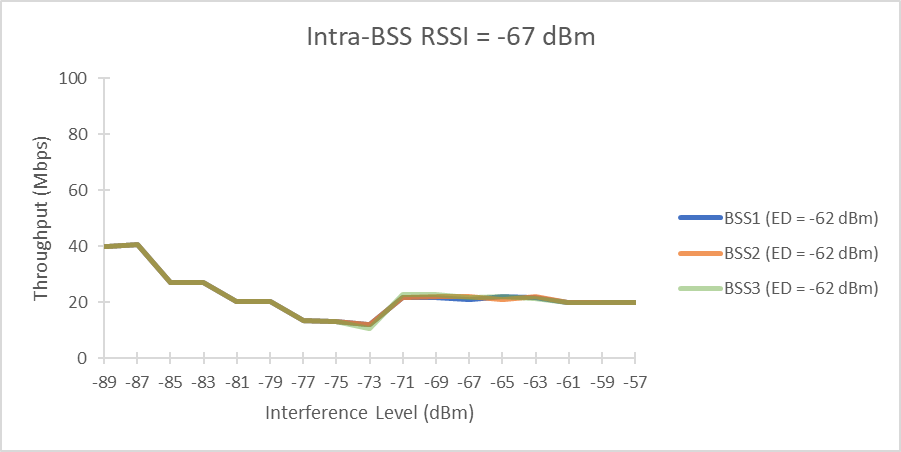 Intra-BSS RSSI = -67 dBm
100
80
60
40
20
0
Throughput (Mbps)
-89 -87 -85 -83 -81 -79 -77 -75 -73 -71 -69 -67 -65 -63 -61 -59 -57
Interference Level (dBm)
BSS1 (ED = -62 dBm)
BSS2 (ED = -62 dBm)
BSS3 (ED = -62 dBm)